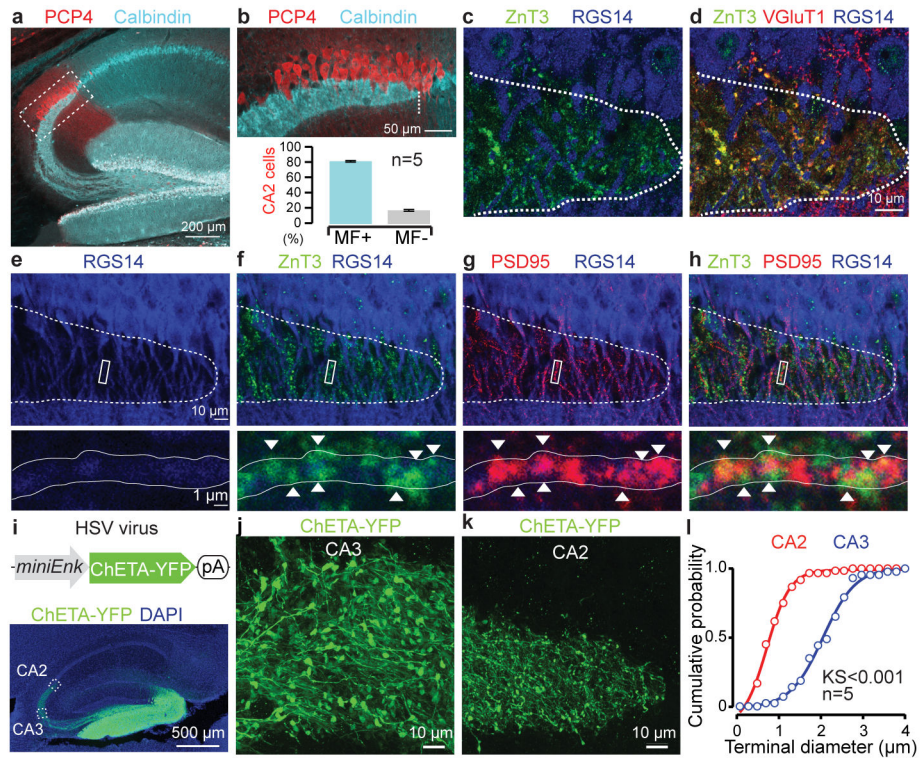 a PCP4 Calbindin
200 µm
b PCP4 Calbindin
50 µm
CA2 cells
(%)
100
80
60
40
20
0
n=5
MF+ MF-
c ZnT3 RGS14
d ZnT3 VGluT1 RGS14
10 µm
e RGS14
10 µm
1 µm
f ZnT3 RGS14
g PSD95 RGS14
h ZnT3 PSD95 RGS14
i HSV virus
miniEnk ChETA-YFP pA
ChETA-YFP DAPI
CA2
CA3
500 µm
j ChETA-YFP
CA3
10 µm
k ChETA-YFP
CA2
10 µm
l CA2 CA3
Cumulative probability
1.0
0.5
0
KS<0.001
n=5
0 1 2 3 4
Terminal diameter (µm)